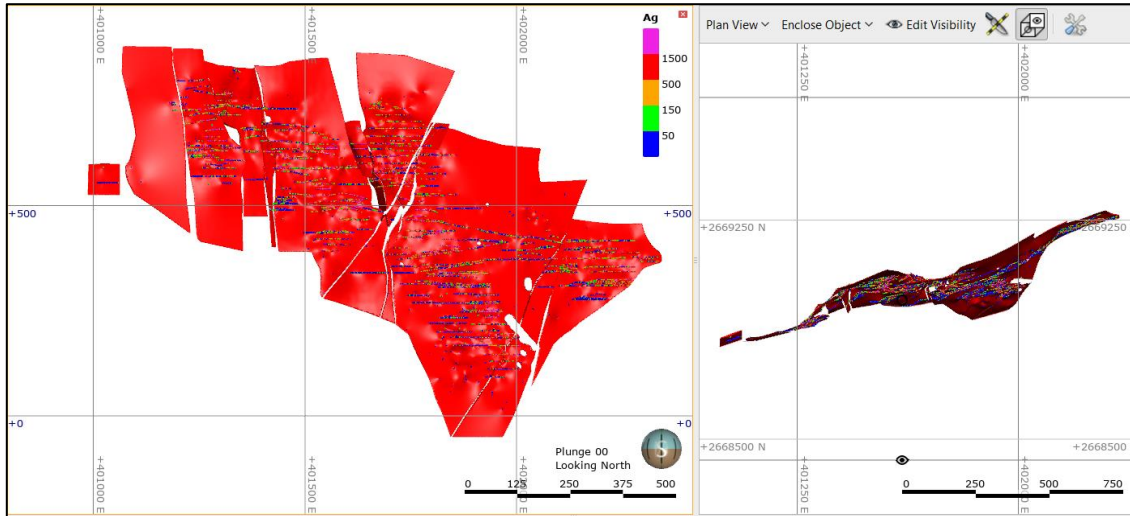 Ag
1500
500
150
50
+401000 E
+401500 E
+402000 E
+500
+500
+0
+0
+401000 E
+401500 E
+402000 E
Plunge 00
Looking North
S
0 125 250 375 500
Plan View Enclose Object Edit Visibility
+401250 E
+402000 E
+2669250 N
+2669250 N
+2668500 N
+2668500 N
+401250 E
+402000 E
0 250 500 750